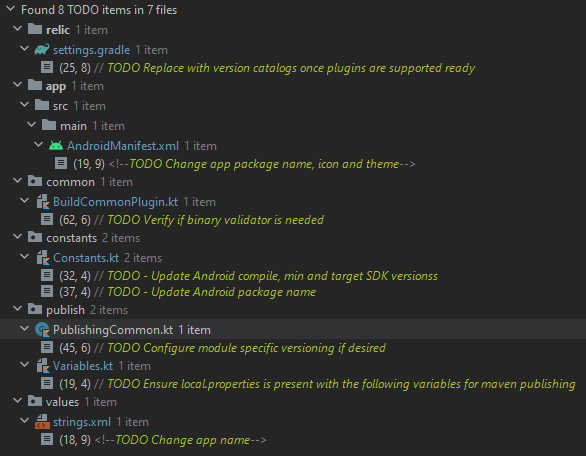 Found 8 TODO items in 7 files
relic 1 item
settings.gradle 1 item
(25, 8) // TODO Replace with version catalogs once plugins are supported ready
app 1 item
src 1 item
main 1 item
AndroidManifest.xml 1 item
(19, 9) <!--TODO Change app package name, icon and theme-->
common 1 item
BuildCommonPlugin.kt 1 item
(62, 6) // TODO Verify if binary validator is needed
constants 2 items
Constants.kt 2 items
(32, 4) // TODO - Update Android compile, min and target SDK versionss
(37, 4) // TODO - Update Android package name
publish 2 items
PublishingCommon.kt 1 item
(45, 6) // TODO Configure module specific versioning if desired
Variables.kt 1 item
(19, 4) // TODO Ensure local.properties is present with the following variables for maven publishing
values 1 item
strings.xml 1 item
(18, 9) <!--TODO Change app name-->